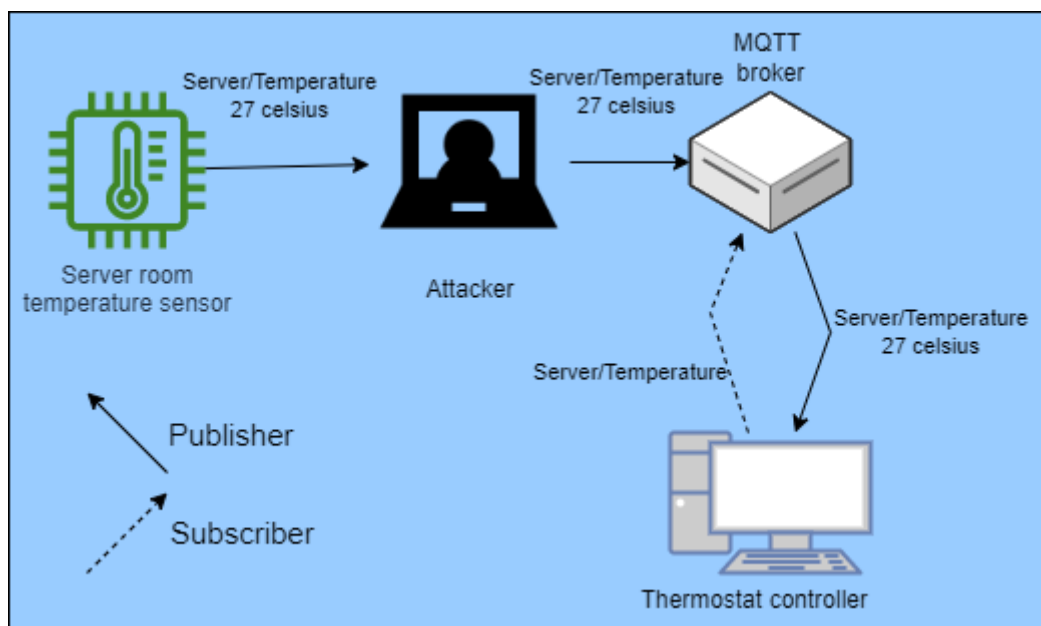 Server/Temperature
27 celsius
Server/Temperature
27 celsius
MQTT
broker
Server room
temperature sensor
Attacker
Server/Temperature
27 celsius
Server/Temperature
Publisher
Subscriber
Thermostat controller